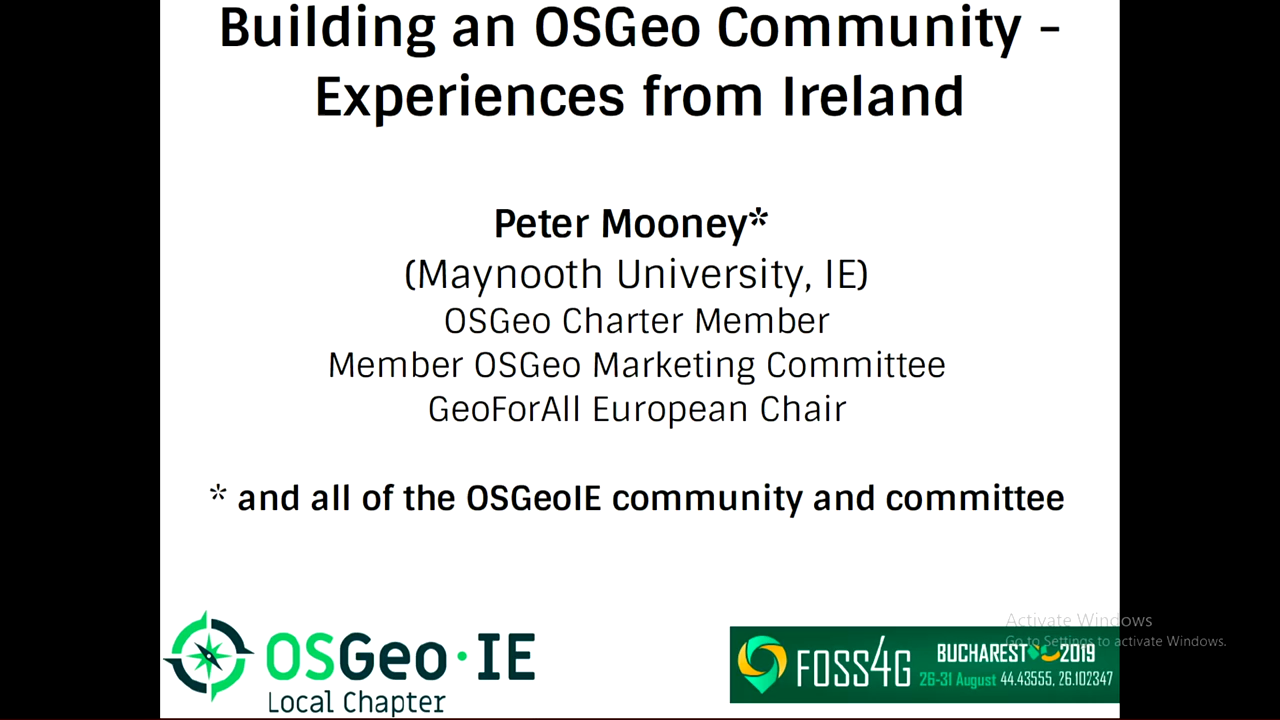 Building an OSGeo Community -
Experiences from Ireland
Peter Mooney*
(Maynooth University, IE)
OSGeo Charter Member
Member OSGeo Marketing Committee
GeoForAll European Chair
* and all of the OSGeoIE community and committee
OSGeo·IE
Local Chapter
FOSS4G
BUCHAREST 2019
26-31 August 44.43555, 26.102347
Activate Windows
Go to Settings to activate Windows.